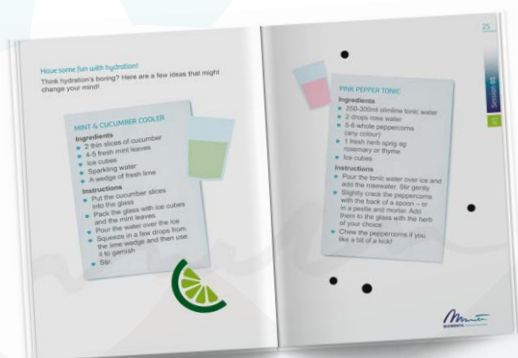 Have some fun with hydration!
Think hydration's boring? Here are a few ideas that might
change your mind!
MINT & CUCUMBER COOLER
Ingredients
2 thin slices of cucumber
4-5 fresh mint leaves
Ice cubes
Sparkling water
A wedge of fresh lime
Instructions
Put the cucumber slices
into the glass
Pack the glass with ice cubes
and the mint leaves
Pour the water over the ice
Squeeze in a few drops from
the lime wedge and then use
it to garnish
Stir
25
Session 01
PINK PEPPER TONIC
Ingredients
250-300ml slimline tonic water
2 drops rose water
5-6 whole peppercorns
(any colour)
1 fresh herb sprig eg
rosemary or thyme
Ice cubes
Instructions
Pour the tonic water over ice and
add the rosewater. Stir gently
Slightly crack the peppercorns
with the back of a spoon – or
in a pestle and mortar. Add
them to the glass with the herb
of your choice
Chew the peppercorns if you
like a bit of a kick!